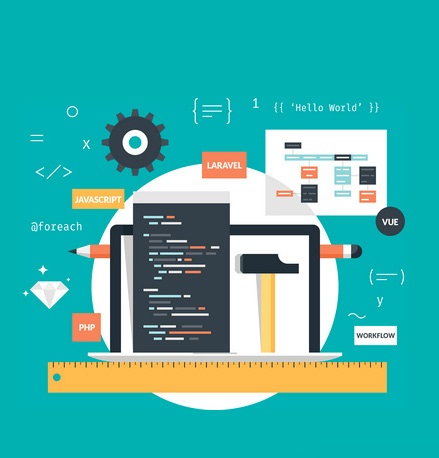 1 {{ 'Hello World' }}
x
LARAVEL
</>
JAVASCRIPT
VUE
@foreach
y
PHP
WORKFLOW